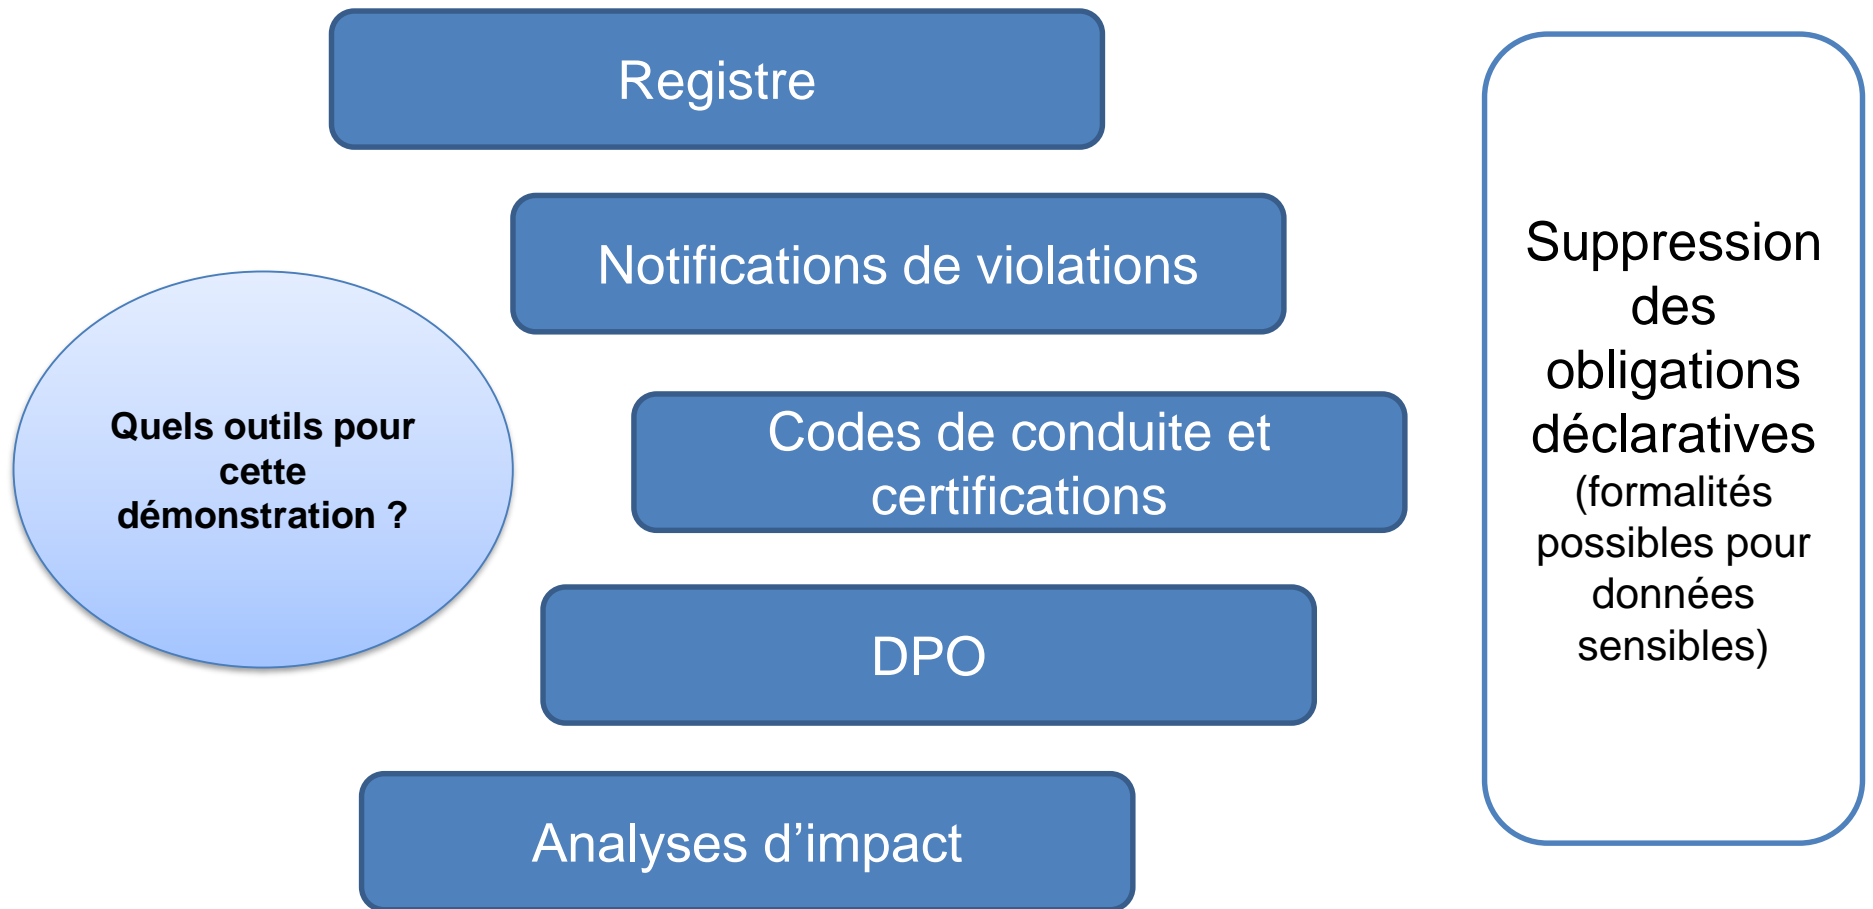 Registre
Notifications de violations
Quels outils pour
cette
démonstration ?
Codes de conduite et
certifications
DPO
Analyses d’impact
Suppression
des
obligations
déclaratives
(formalités
possibles pour
données
sensibles)